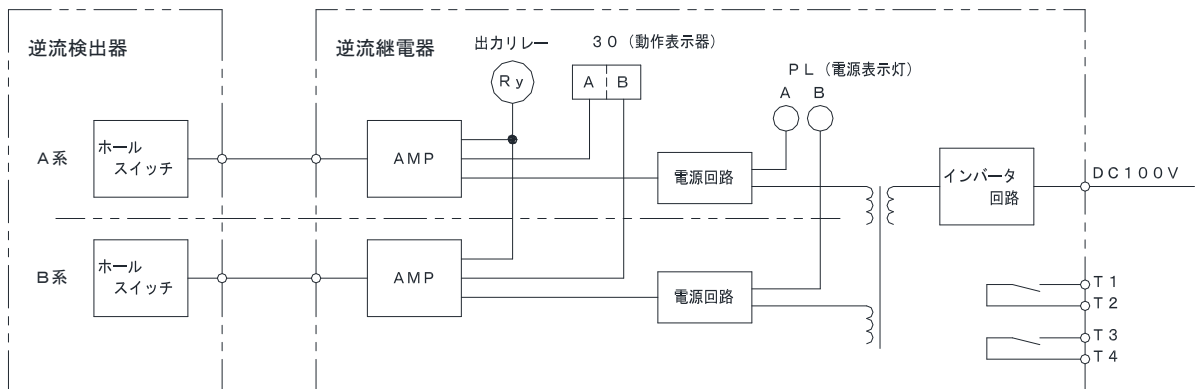 逆流検出器
逆流継電器
出力リレー
30（動作表示器）
Ry
A
B
PL（電源表示灯）
A
B
A系
ホール
スイッチ
AMP
電源回路
インバータ
回路
DC100V
B系
ホール
スイッチ
AMP
電源回路
T1
T2
T3
T4